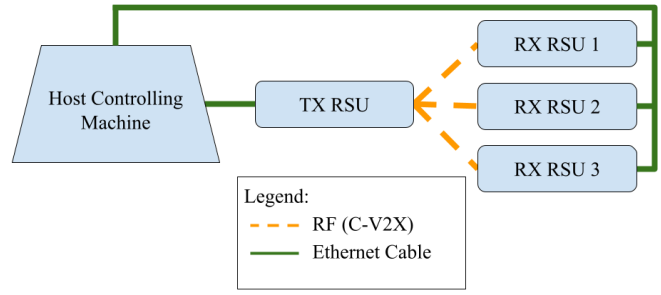 Host Controlling
Machine
TX RSU
RX RSU 1
RX RSU 2
RX RSU 3
Legend:
RF (C-V2X)
Ethernet Cable